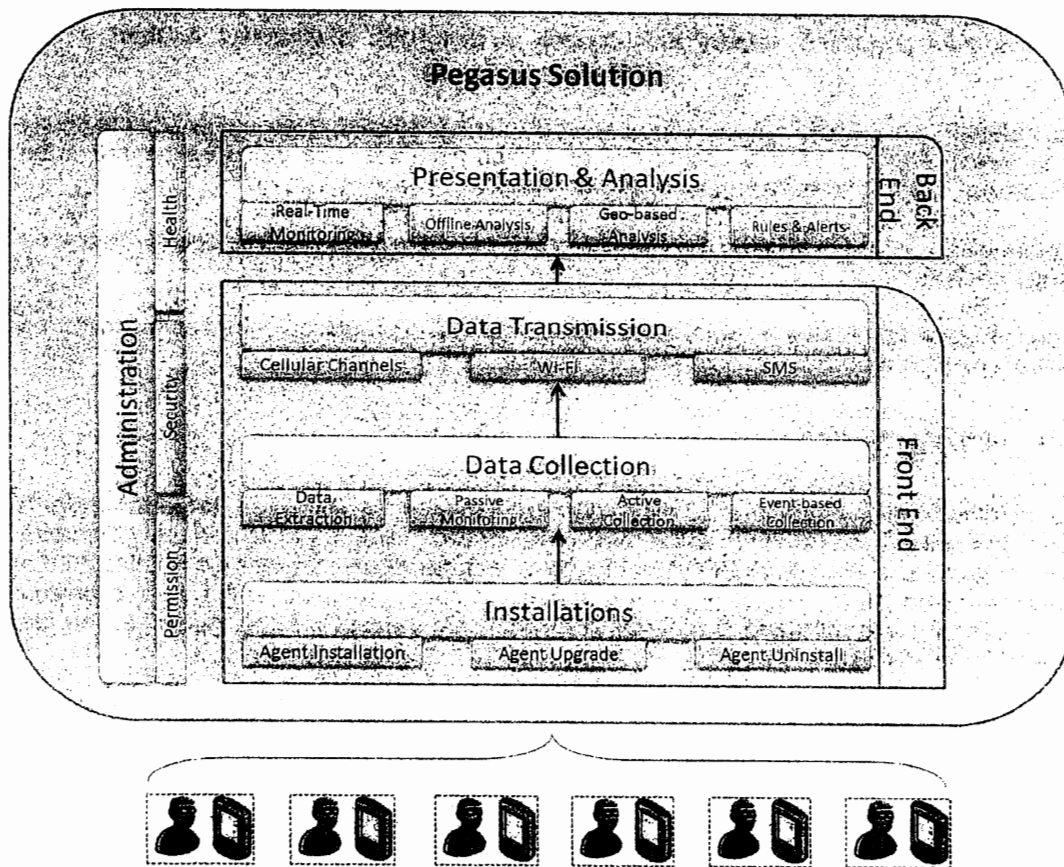 Pegasus Solution
Administration
Health
Security
Permission
Presentation & Analysis
Real-Time
Monitoring
Offline Analysis
Geo-based
Analysis
Rules & Alerts
Back
End
Data Transmission
Cellular Channels
Wi-Fi
SMS
Data Collection
Data
Extraction
Passive
Monitoring
Active
Collection
Event-based
Collection
Installations
Agent Installation
Agent Upgrade
Agent Uninstall
Front End